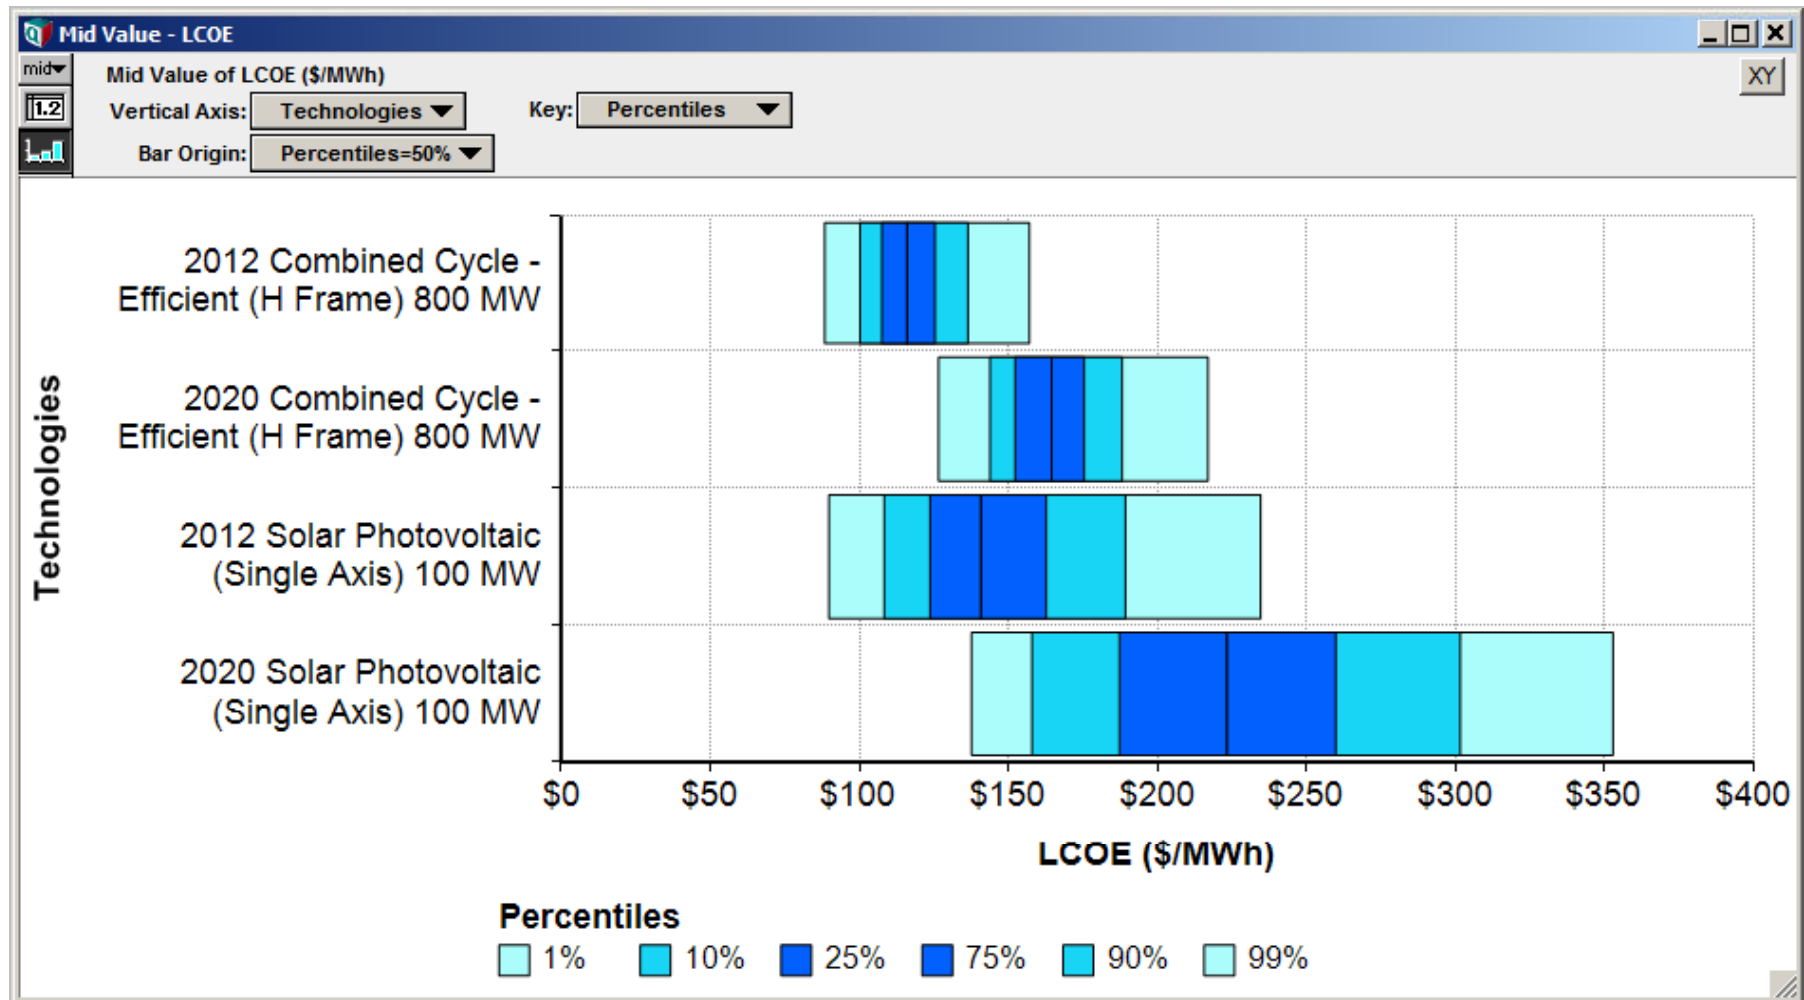 Mid Value - LCOE
mid
Mid Value of LCOE ($/MWh)
XY
1.2
Vertical Axis: Technologies Key: Percentiles
Bar Origin: Percentiles=50%
Technologies
2012 Combined Cycle -
Efficient (H Frame) 800 MW
2020 Combined Cycle -
Efficient (H Frame) 800 MW
2012 Solar Photovoltaic
(Single Axis) 100 MW
2020 Solar Photovoltaic
(Single Axis) 100 MW
$0 $50 $100 $150 $200 $250 $300 $350 $400
LCOE ($/MWh)
Percentiles
1% 10% 25% 75% 90% 99%